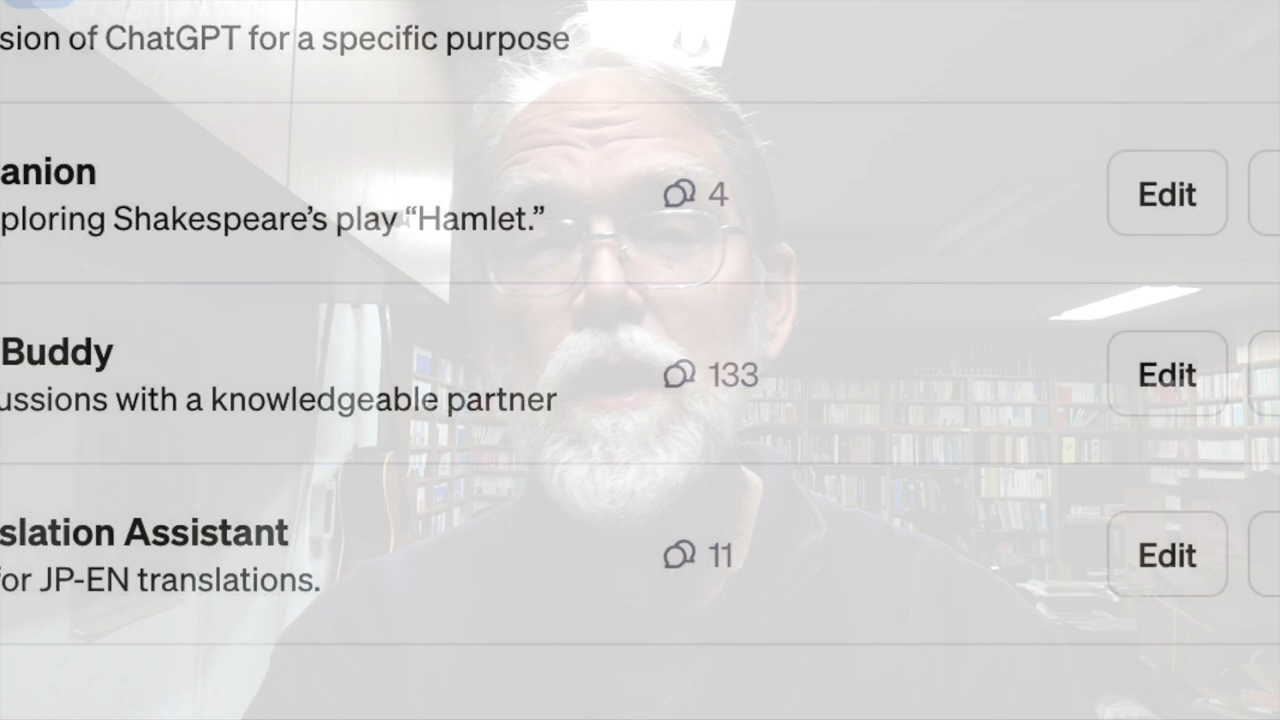 sion of ChatGPT for a specific purpose
anion
4
Edit
ploring Shakespeare’s play “Hamlet.”
Buddy
133
Edit
ussions with a knowledgeable partner
slation Assistant
11
Edit
for JP-EN translations.